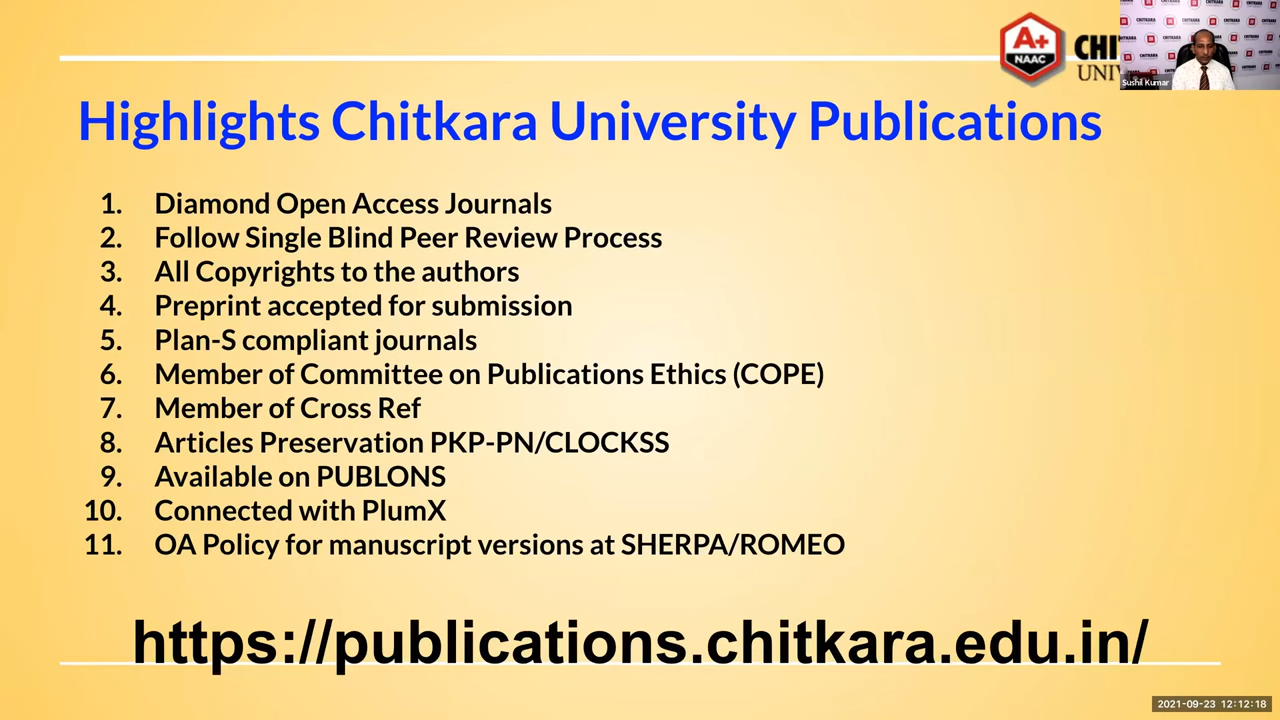 A+
NAAC
CHI
UNIV
Sushil Kumar
Highlights Chitkara University Publications
1. Diamond Open Access Journals
2. Follow Single Blind Peer Review Process
3. All Copyrights to the authors
4. Preprint accepted for submission
5. Plan-S compliant journals
6. Member of Committee on Publications Ethics (COPE)
7. Member of Cross Ref
8. Articles Preservation PKP-PN/CLOCKSS
9. Available on PUBLONS
10. Connected with PlumX
11. OA Policy for manuscript versions at SHERPA/ROMEO
https://publications.chitkara.edu.in/
2021-09-23 12:12:18